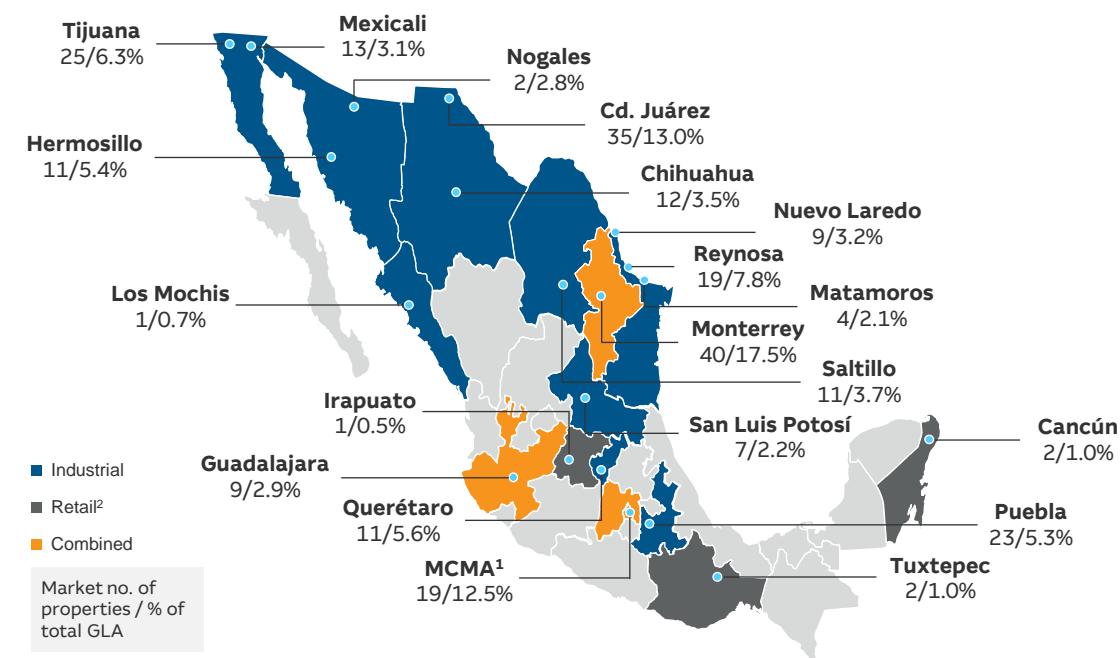 Tijuana
25/6.3%
Mexicali
13/3.1%
Nogales
2/2.8%
Cd. Juárez
35/13.0%
Hermosillo
11/5.4%
Chihuahua
12/3.5%
Nuevo Laredo
9/3.2%
Reynosa
19/7.8%
Los Mochis
1/0.7%
Matamoros
4/2.1%
Monterrey
40/17.5%
Saltillo
11/3.7%
Irapuato
1/0.5%
San Luis Potosí
7/2.2%
Cancún
2/1.0%
Guadalajara
9/2.9%
Querétaro
11/5.6%
Puebla
23/5.3%
MCMA¹
19/12.5%
Tuxtepec
2/1.0%
Industrial
Retail²
Combined
Market no. of
properties / % of
total GLA